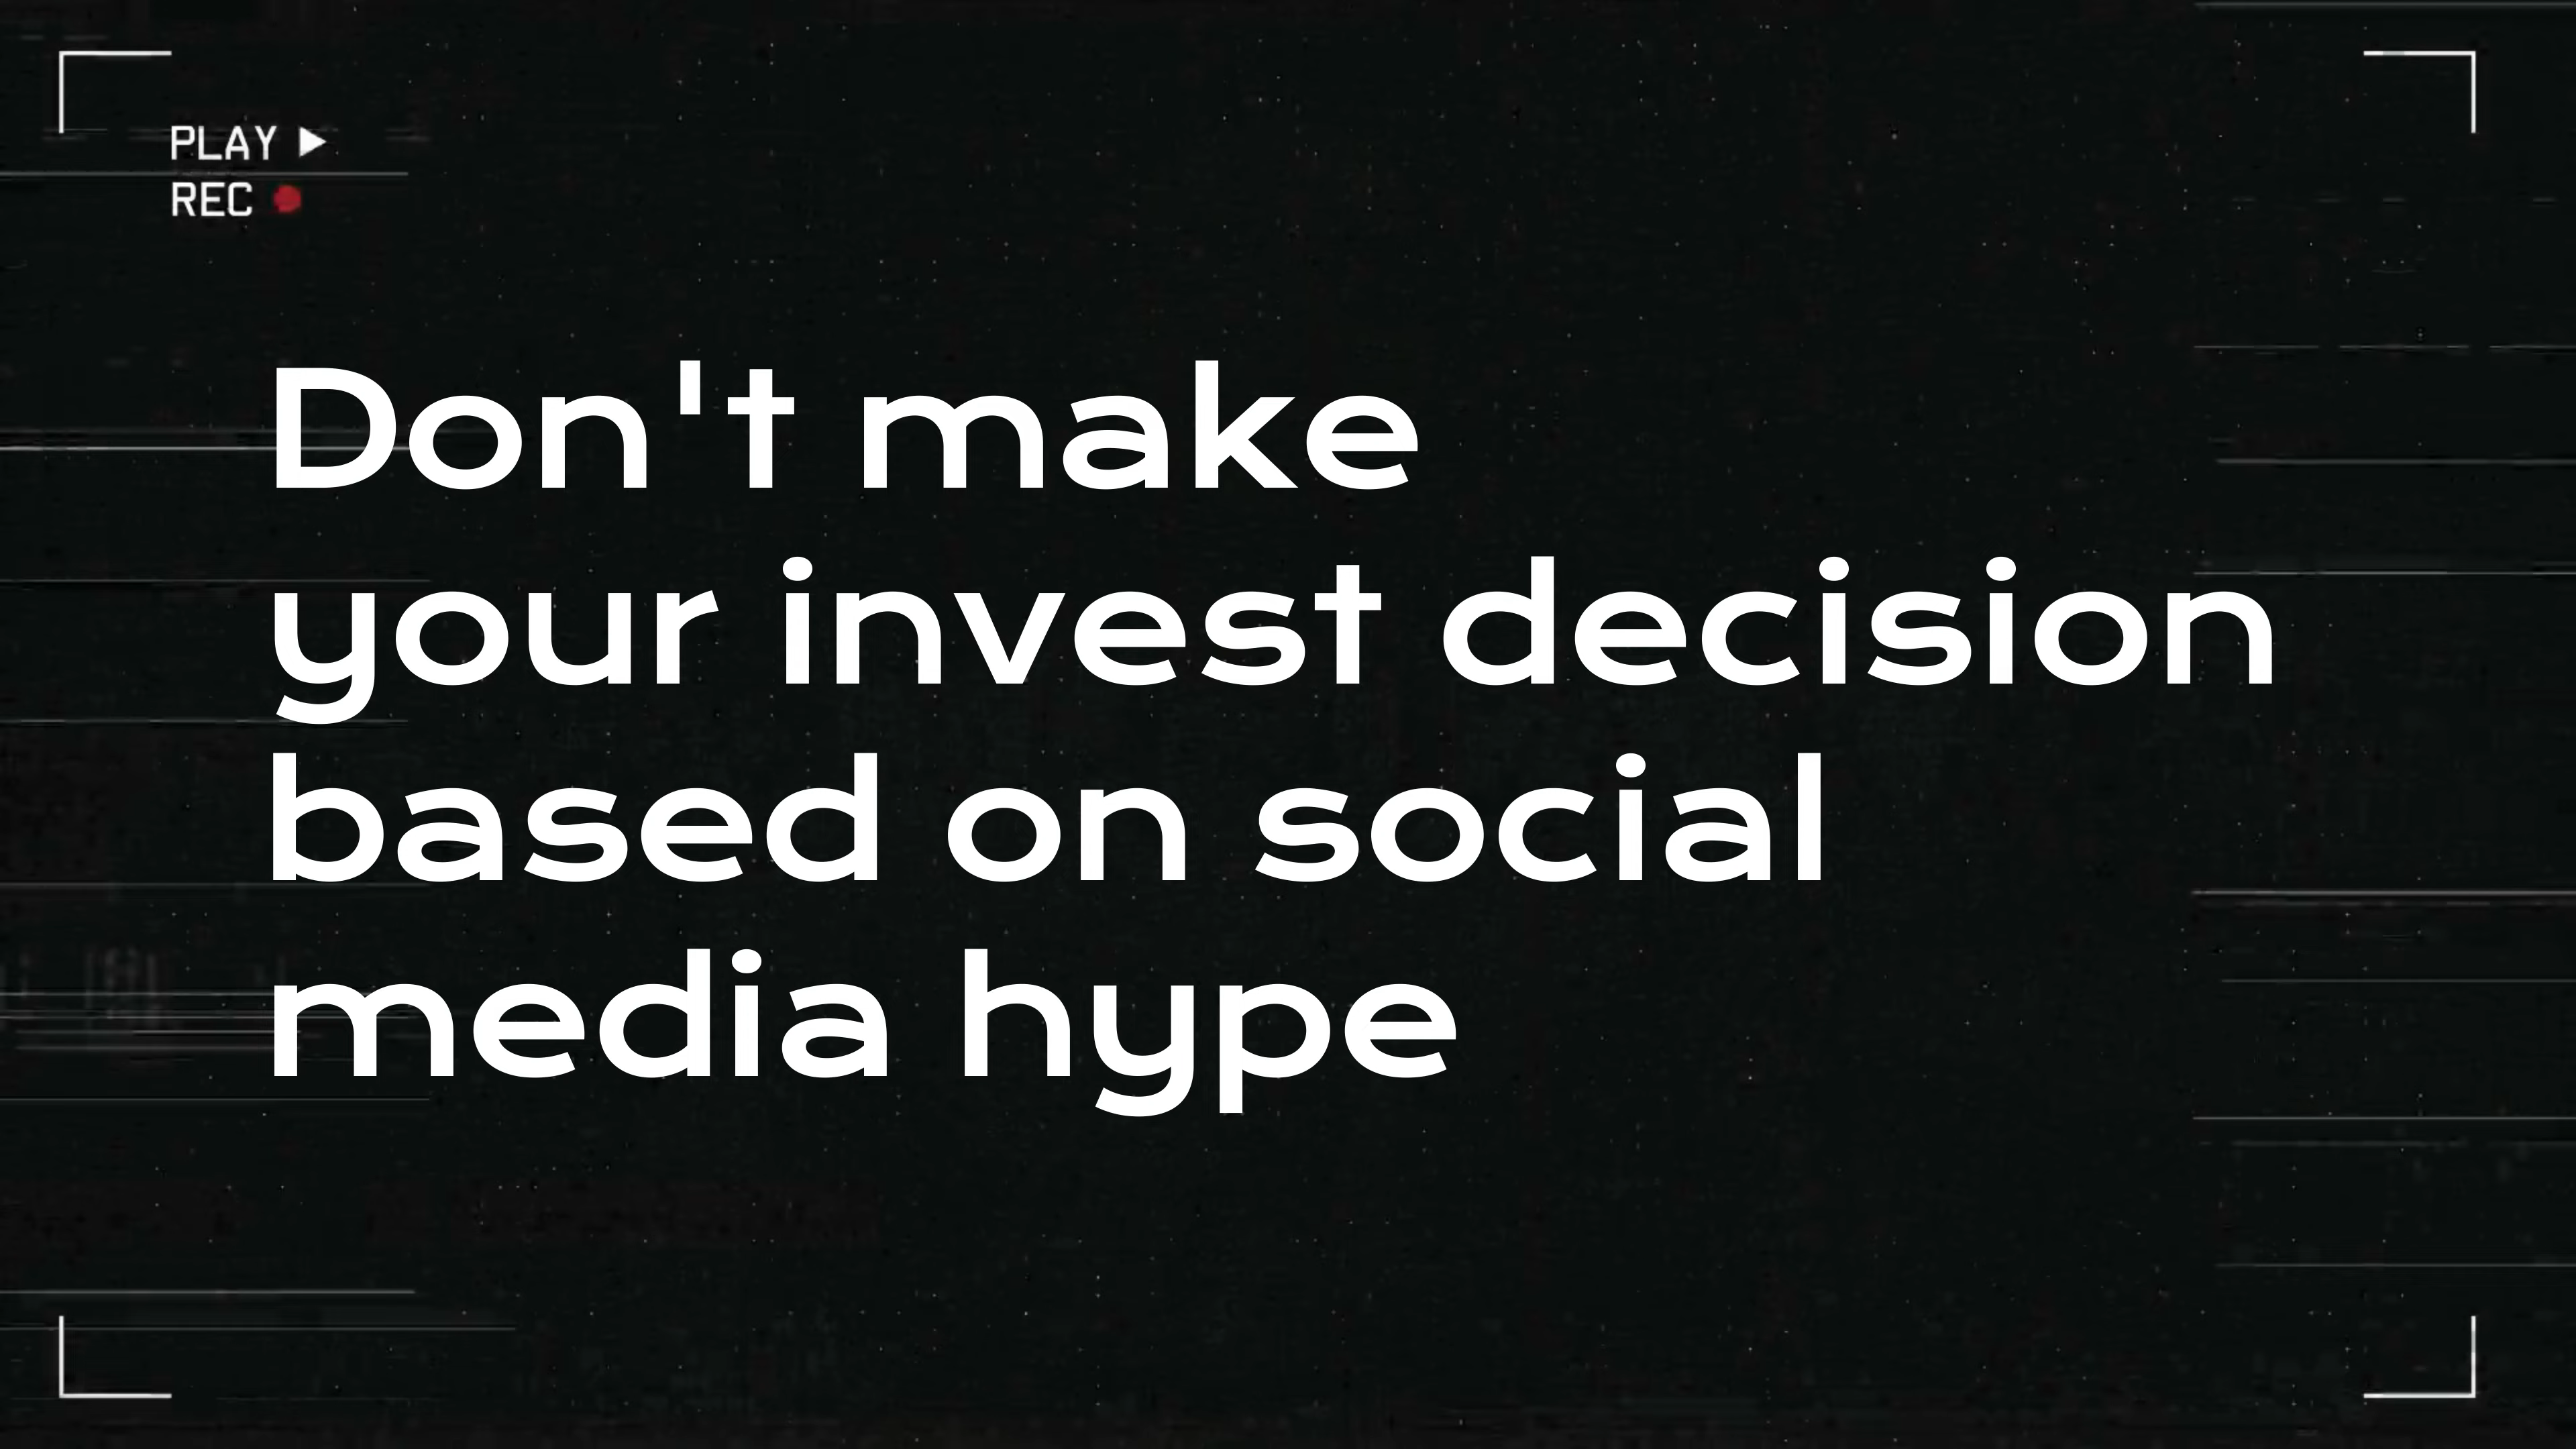 PLAY
REC
Don't make
your invest decision
based on social
media hype